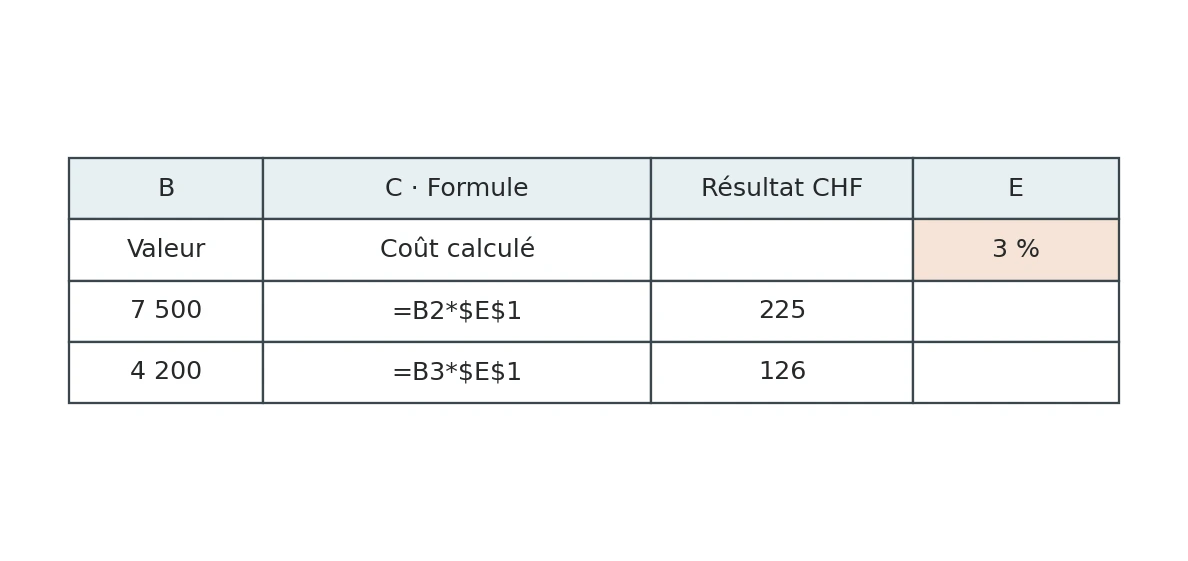 B C · Formule Résultat CHF E
Valeur Coût calculé 3 %
7 500 =B2*$E$1 225
4 200 =B3*$E$1 126